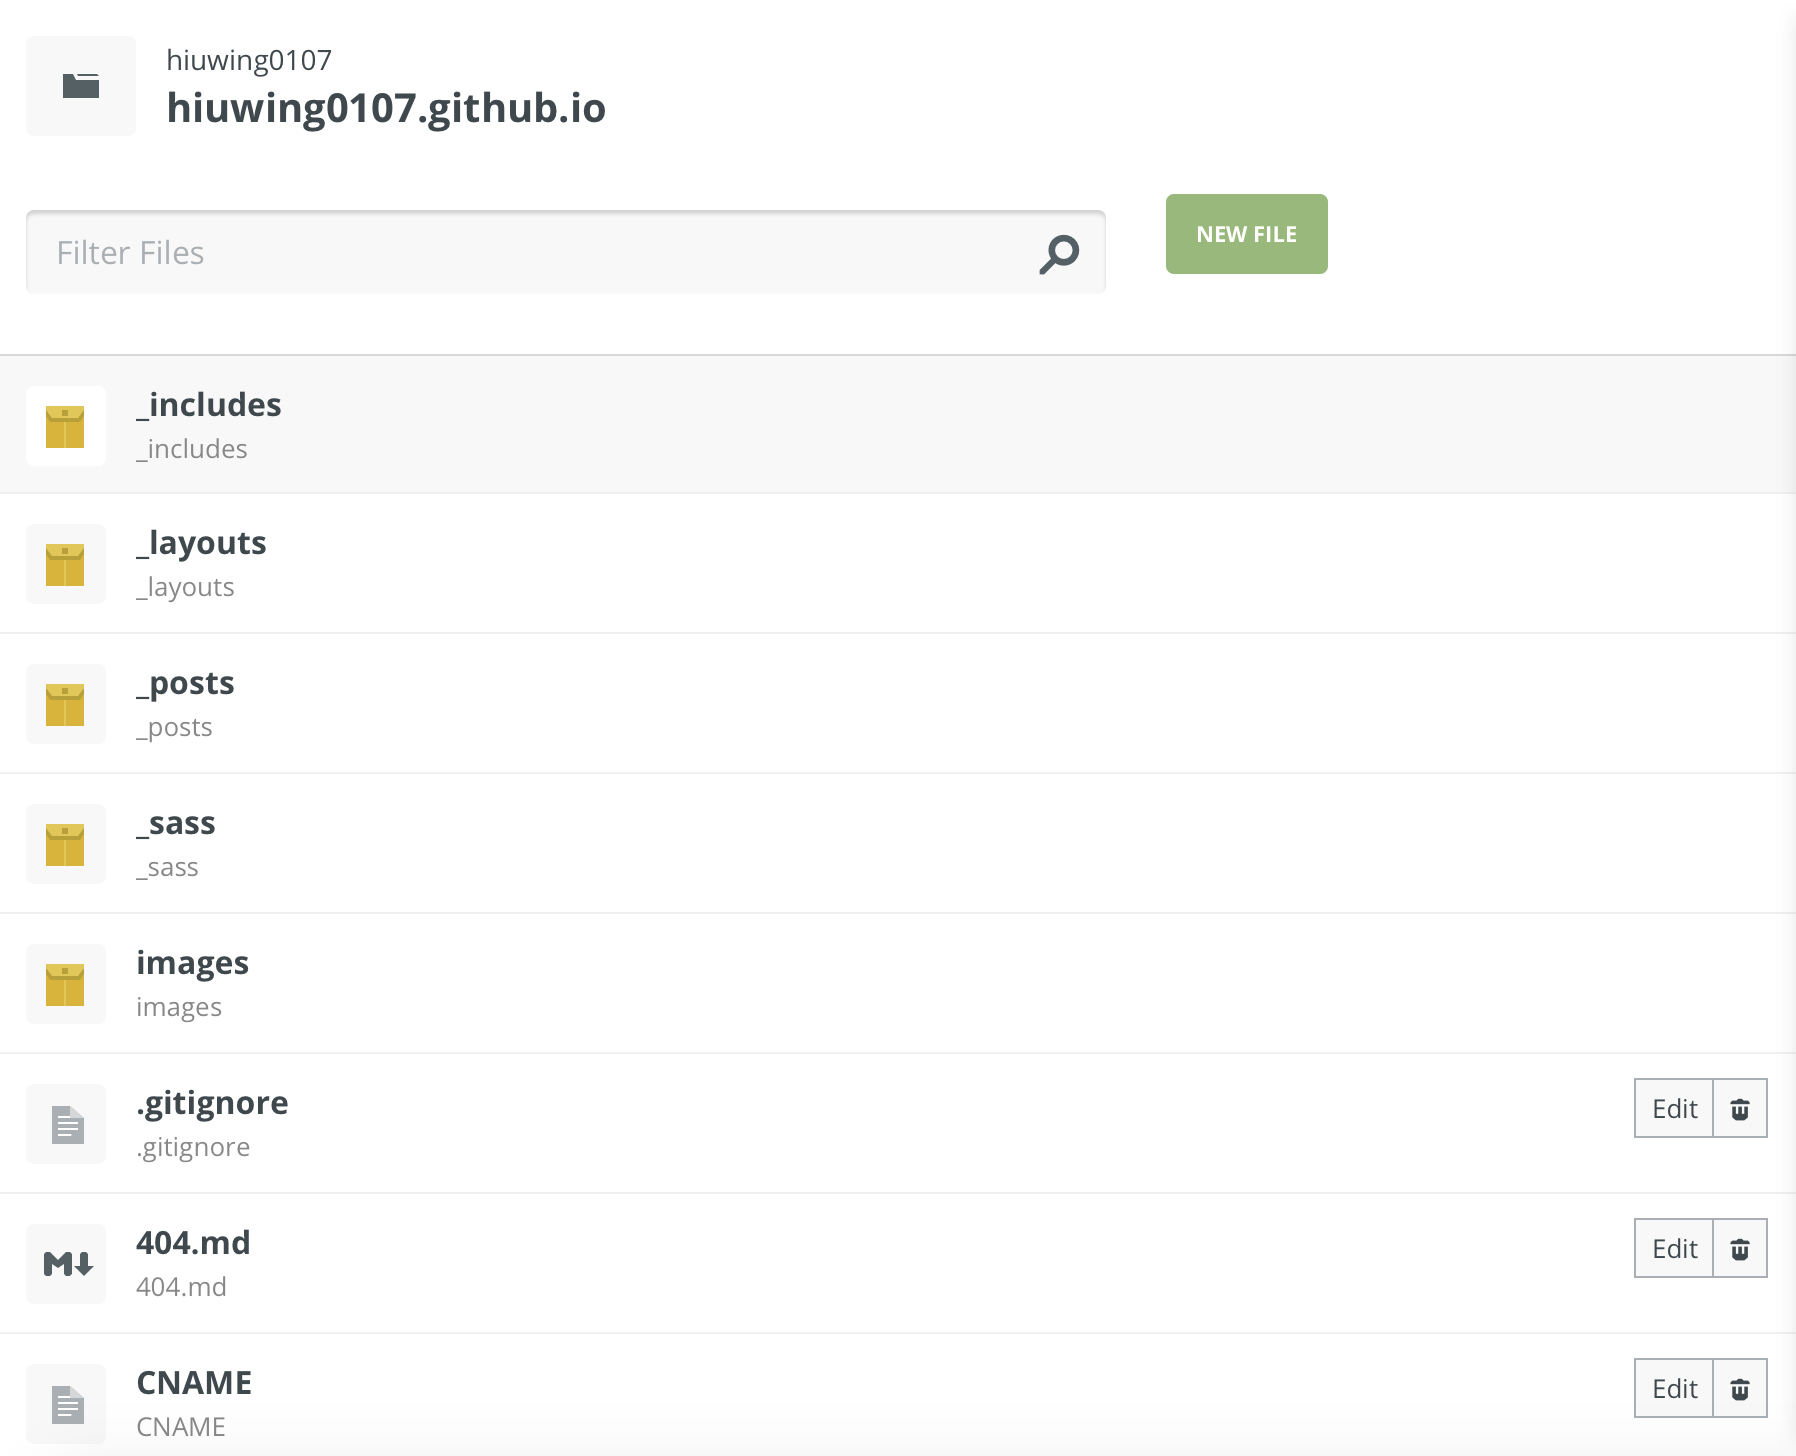 hiuwing0107
hiuwing0107.github.io
Filter Files
NEW FILE
_includes
_includes
_layouts
_layouts
_posts
_posts
_sass
_sass
images
images
.gitignore
.gitignore
Edit
M
404.md
404.md
Edit
CNAME
CNAME
Edit